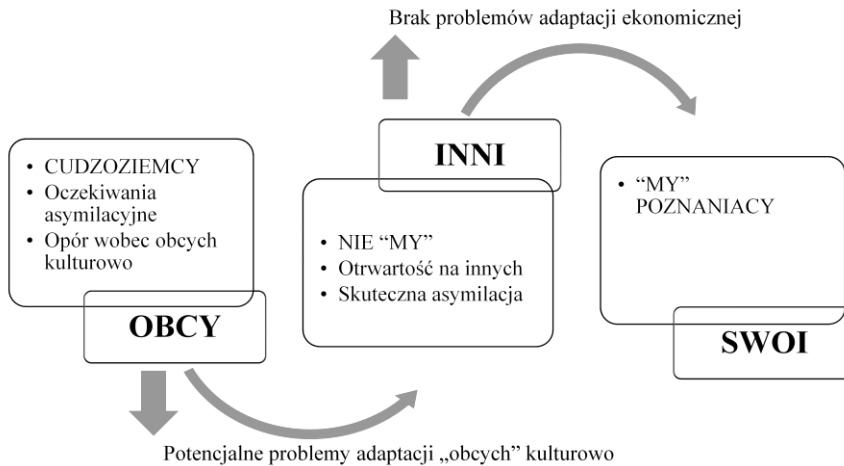 Brak problemów adaptacji ekonomicznej
• CUDZOZIEMCY
• Oczekiwania
asymilacyjne
• Opór wobec obcych
kulturowo
OBCY
INNI
• NIE “MY”
• Otrwartość na innych
• Skuteczna asymilacja
• “MY”
POZNANIACY
SWOI
Potencjalne problemy adaptacji „obcych” kulturowo